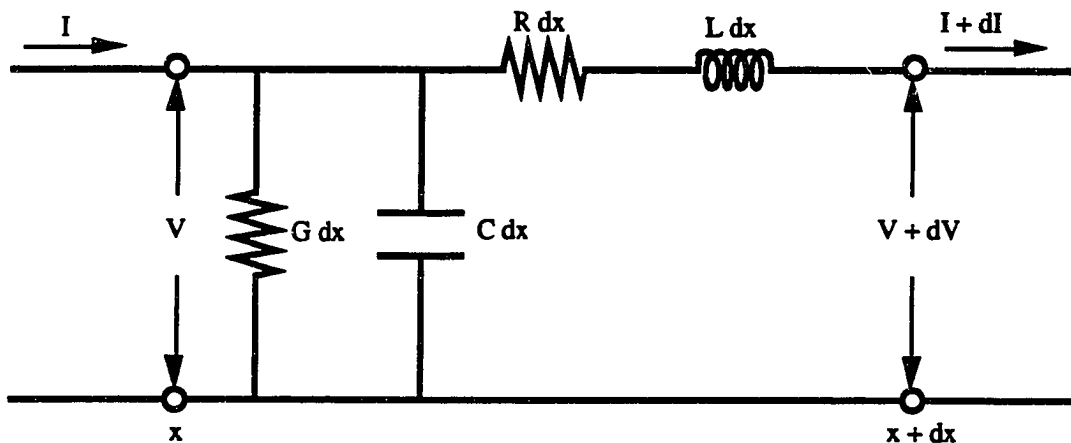 I
R dx
L dx
I + dI
V
G dx
C dx
V + dV
x
x + dx